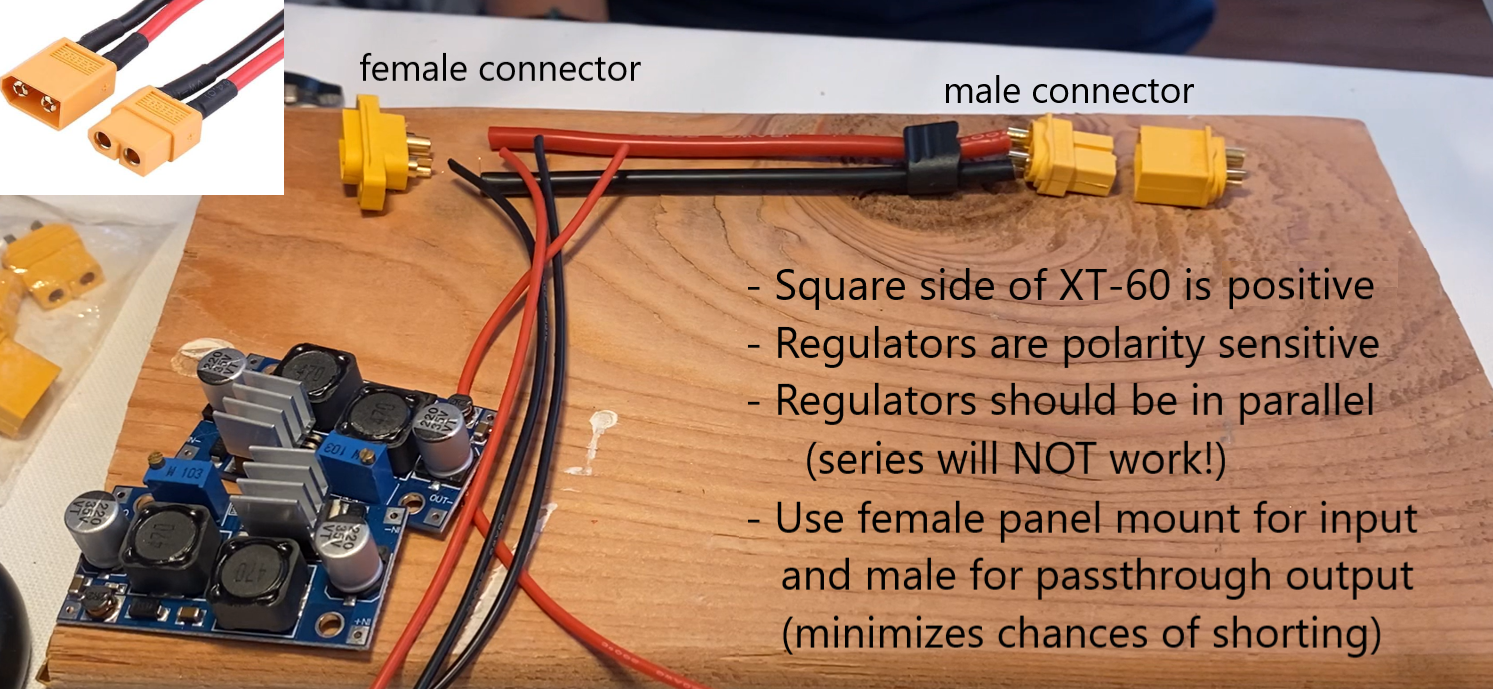 female connector
male connector
- Square side of XT-60 is positive
- Regulators are polarity sensitive
- Regulators should be in parallel
(series will NOT work!)
- Use female panel mount for input
and male for passthrough output
(minimizes chances of shorting)
220
35V
VT
470
470
220
35V
VT
IN-
W 103
W 103
OUT-
-NI
220
35V
VT
470
470
220
35V
VT
+NI